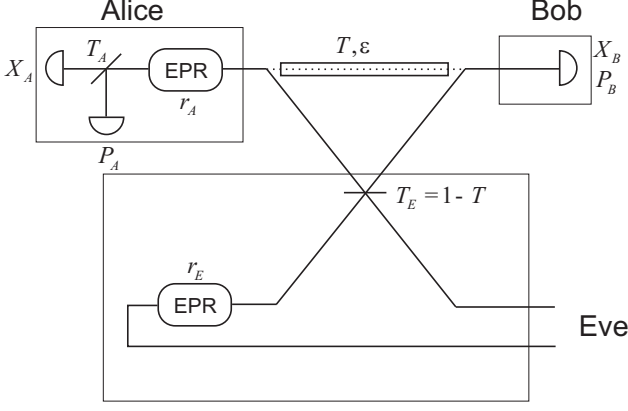 Alice
Bob
X_A
T_A
EPR
r_A
P_A
T, ε
X_B
P_B
T_E = 1 - T
r_E
EPR
Eve